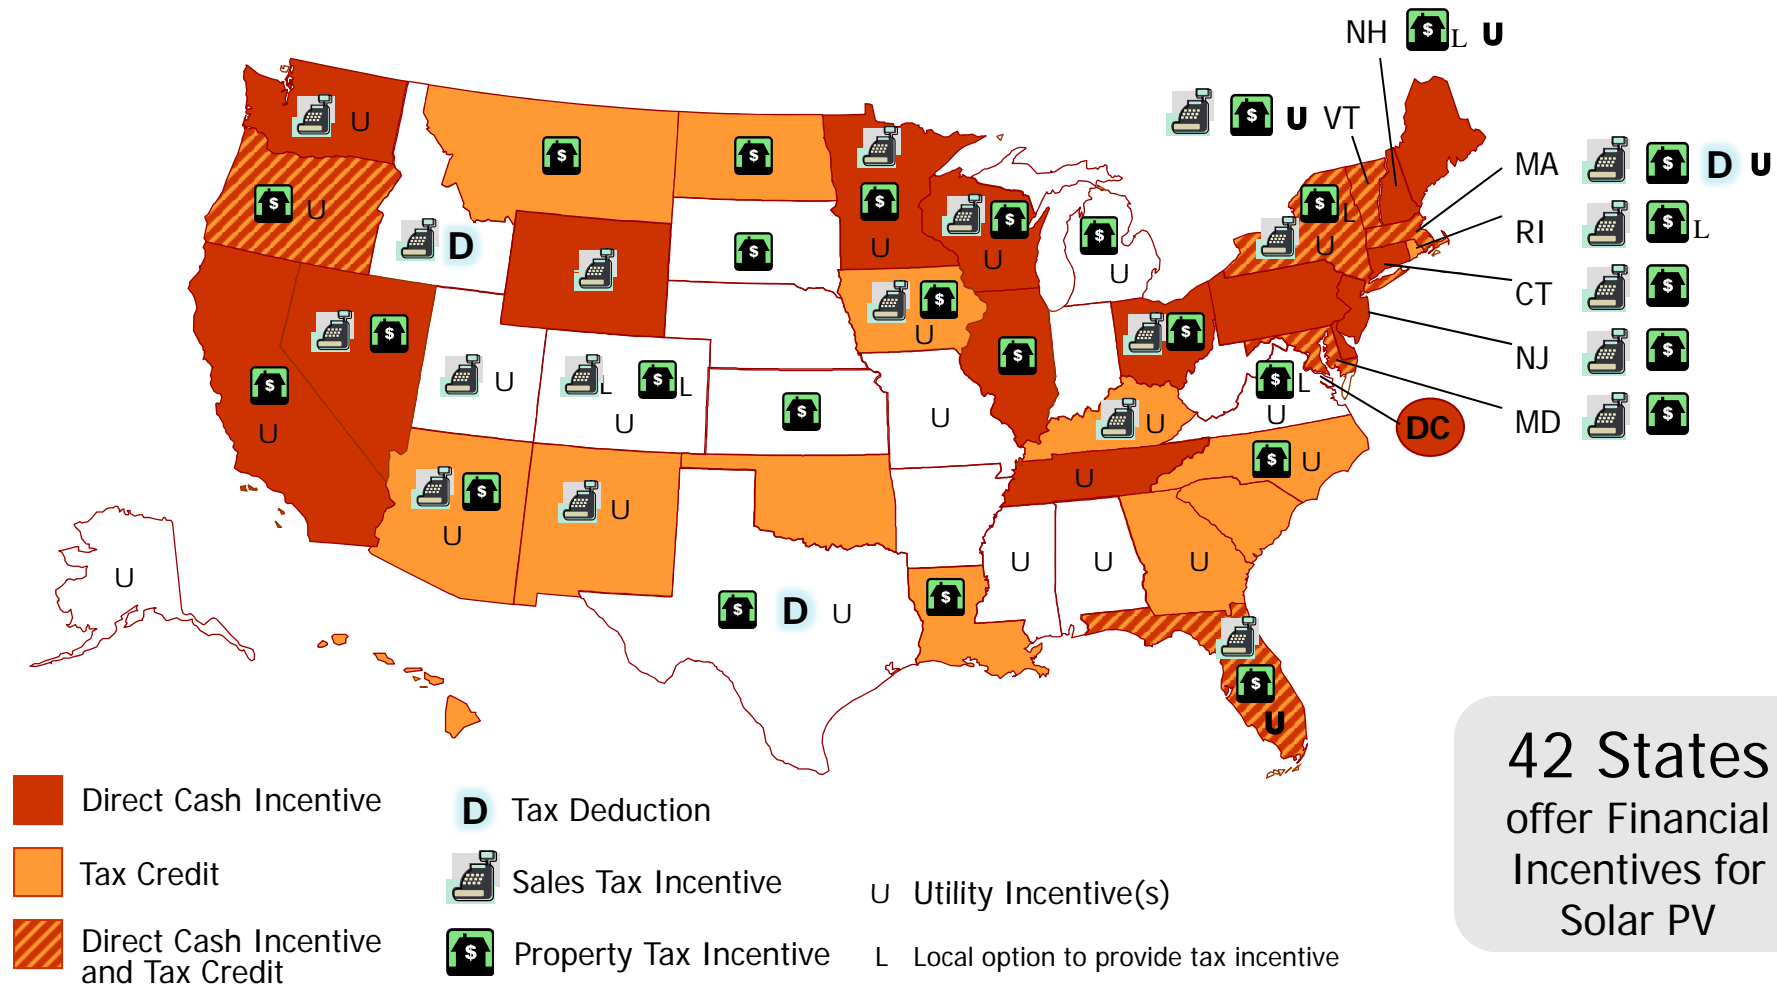 NH $ L U
$ U VT
MA $ D U
RI $ L
CT $
NJ $
MD $
DC
U
$ U
D
$
$
$
$ U
$ U
$ U
$ L U
$
$ U
$ U
$
U
L $ L U
$
U
$
$
U
$ L U
$ U
U
$ U
U
$ U
$ D U
$
U
U
U
$ U
U
Direct Cash Incentive
Tax Credit
Direct Cash Incentive
and Tax Credit
D Tax Deduction
Sales Tax Incentive
$ Property Tax Incentive
U Utility Incentive(s)
L Local option to provide tax incentive
42 States
offer Financial
Incentives for
Solar PV